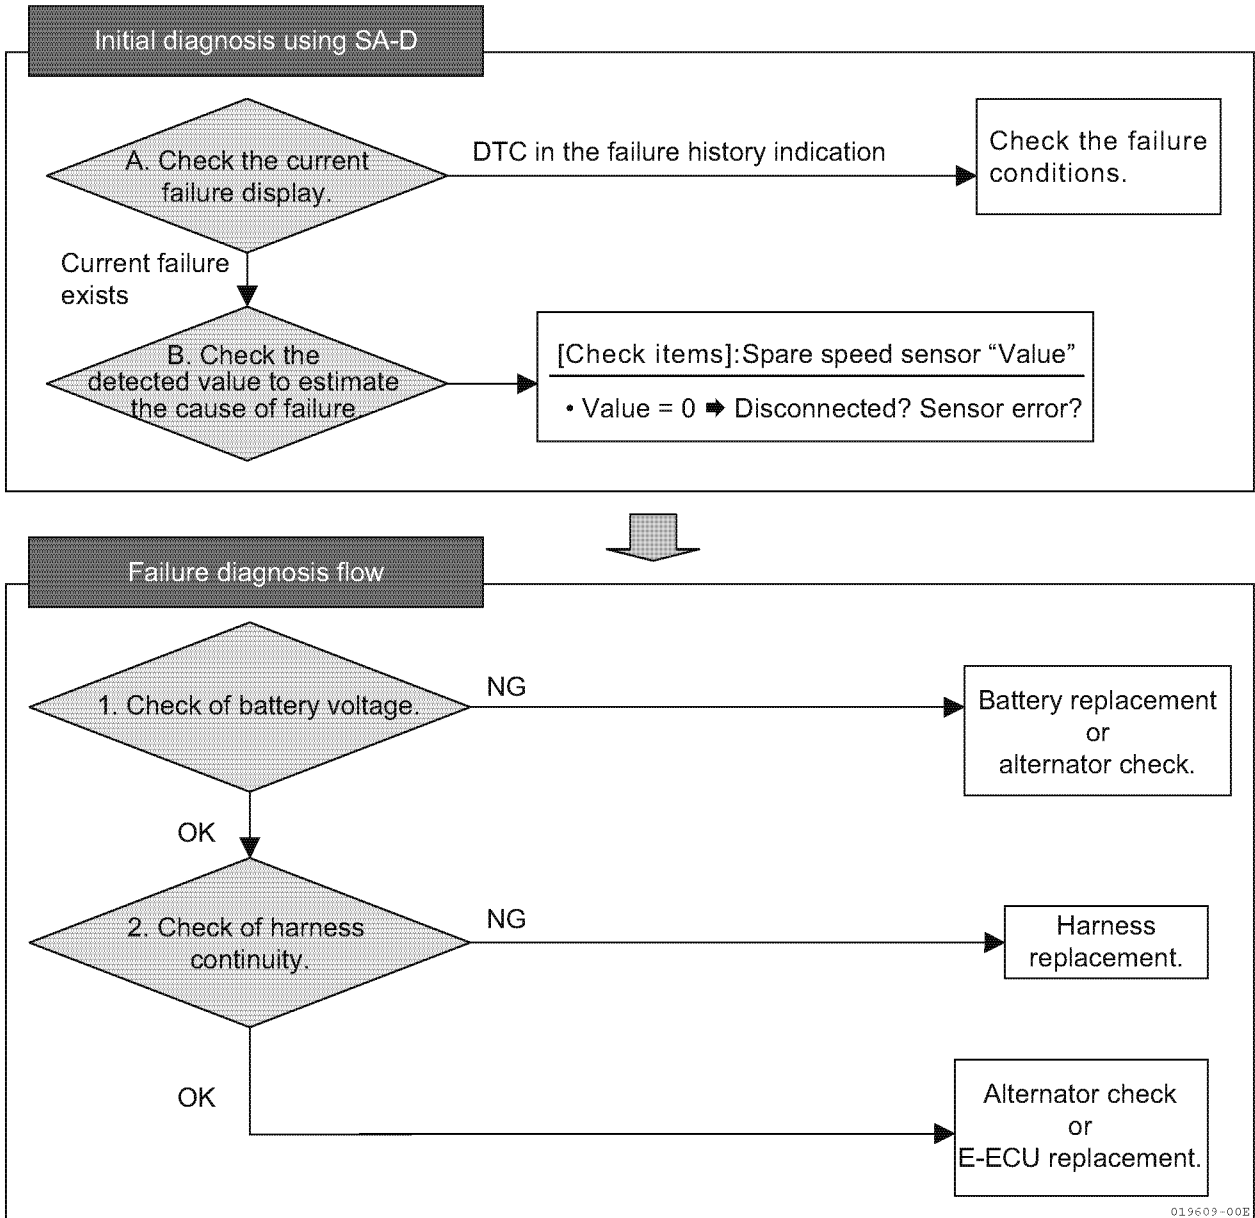 Initial diagnosis using SA-D
A. Check the current
failure display.
DTC in the failure history indication
Check the failure
conditions.
Current failure
exists
B. Check the
detected value to estimate
the cause of failure
[Check items]:Spare speed sensor “Value”
• Value = 0 🡆 Disconnected? Sensor error?
Failure diagnosis flow
1. Check of battery voltage.
NG
Battery replacement
or
alternator check.
OK
2. Check of harness
continuity.
NG
Harness
replacement.
OK
Alternator check
or
E-ECU replacement.
019609-00E